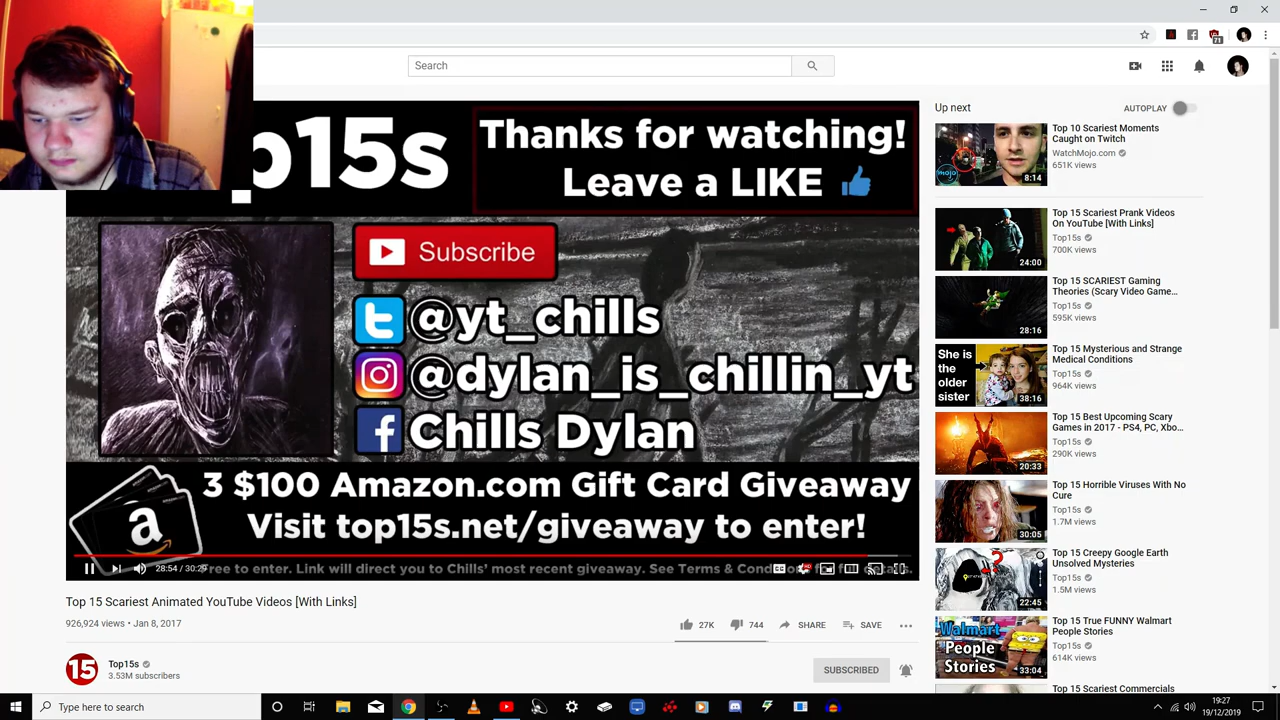 71
Search
p15s
Thanks for watching!
Leave a LIKE
Subscribe
@yt_chills
@dylan_is_chillin_yt
Chills Dylan
3 $100 Amazon.com Gift Card Giveaway
Visit top15s.net/giveaway to enter!
28:54 / 30:29
Free to enter. Link will direct you to Chills' most recent giveaway. See Terms &
Top 15 Scariest Animated YouTube Videos [With Links]
926,924 views • Jan 8, 2017
27K
744
SHARE
SAVE
15
Top15s
3.53M subscribers
SUBSCRIBED
Up next
AUTOPLAY
Top 10 Scariest Moments
Caught on Twitch
WatchMojo.com
651K views
mojo
8:14
Top 15 Scariest Prank Videos
On YouTube [With Links]
Top15s
700K views
24:00
Top 15 SCARIEST Gaming
Theories (Scary Video Game...
Top15s
595K views
28:16
Top 15 Mysterious and Strange
Medical Conditions
Top15s
964K views
She is
the
older
sister
38:16
Top 15 Best Upcoming Scary
Games in 2017 - PS4, PC, Xbo...
Top15s
290K views
20:33
Top 15 Horrible Viruses With No
Cure
Top15s
1.7M views
30:05
Top 15 Creepy Google Earth
Unsolved Mysteries
Top15s
1.5M views
?
22:45
Top 15 True FUNNY Walmart
People Stories
Top15s
614K views
Walmart
People
Stories
33:04
Top 15 Scariest Commercials
Type here to search
19:27
19/12/2019